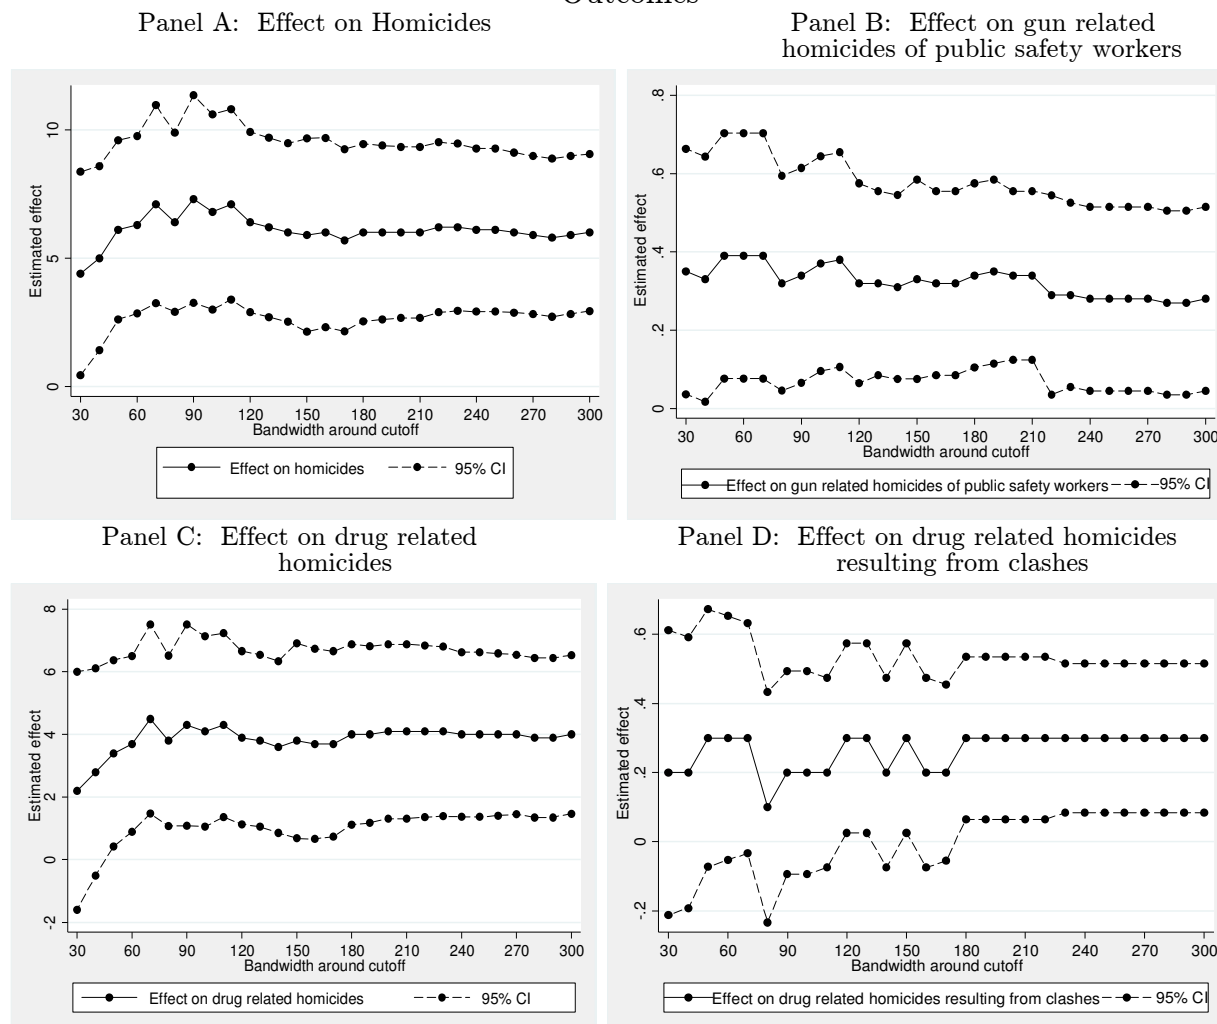 Outcomes
Panel A: Effect on Homicides
Panel B: Effect on gun related
homicides of public safety workers
10
5
0
Estimated effect
30 60 90 120 150 180 210 240 270 300
Bandwidth around cutoff
Effect on homicides 95% CI
.8
.6
.4
.2
0
Estimated effect
30 60 90 120 150 180 210 240 270 300
Bandwidth around cutoff
Effect on gun related homicides of public safety workers 95% CI
Panel C: Effect on drug related
homicides
Panel D: Effect on drug related homicides
resulting from clashes
8
6
4
2
0
-2
Estimated effect
30 60 90 120 150 180 210 240 270 300
Bandwidth around cutoff
Effect on drug related homicides 95% CI
.6
.4
.2
0
-.2
Estimated effect
30 60 90 120 150 180 210 240 270 300
Bandwidth around cutoff
Effect on drug related homicides resulting from clashes 95% CI